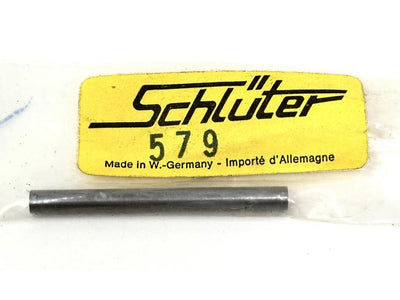 Schlüter
579
Made in W.-Germany - Importé d'Allemagne